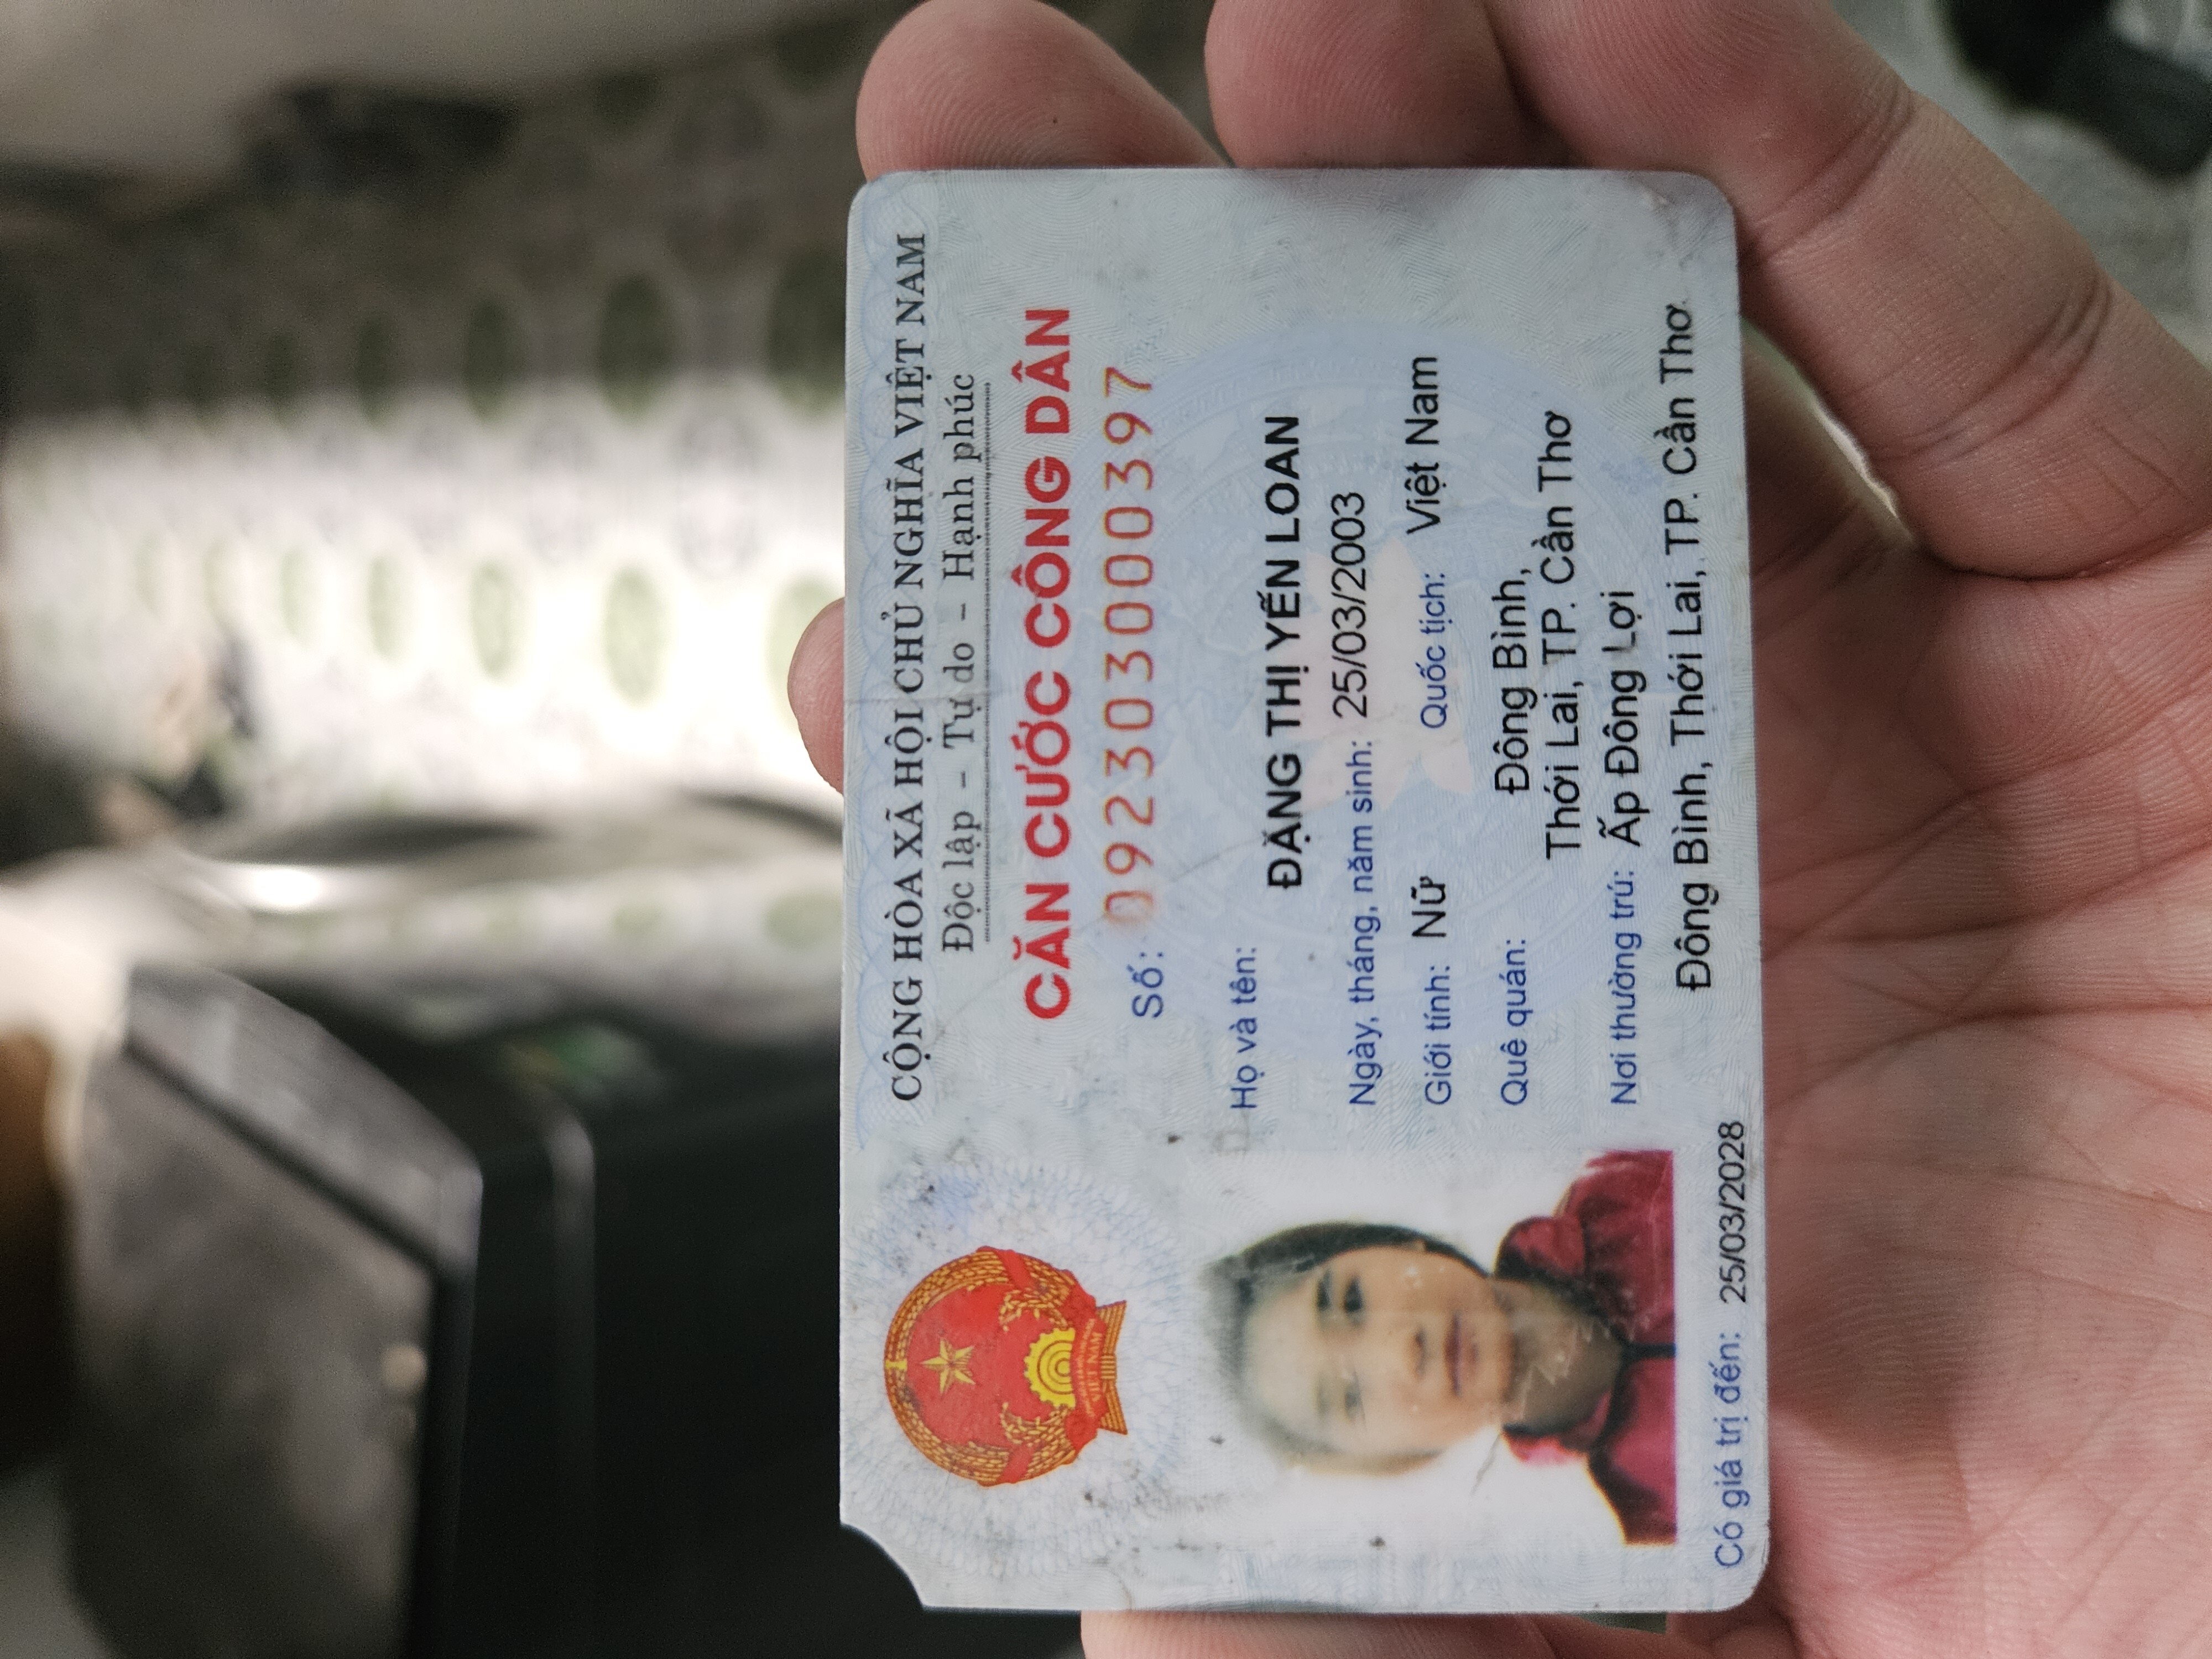 CỘNG HÒA XÃ HỘI CHỦ NGHĨA VIỆT NAM
Độc lập - Tự do - Hạnh phúc
CĂN CƯỚC CÔNG DÂN
Số: 092303000397
Họ và tên:
ĐẶNG THỊ YẾN LOAN
Ngày, tháng, năm sinh: 25/03/2003
Giới tính: Nữ Quốc tịch: Việt Nam
Quê quán: Đông Bình,
Thới Lai, TP. Cần Thơ
Nơi thường trú: Ấp Đông Lợi
Đông Bình, Thới Lai, TP. Cần Thơ
Có giá trị đến: 25/03/2028
VIỆT NAM